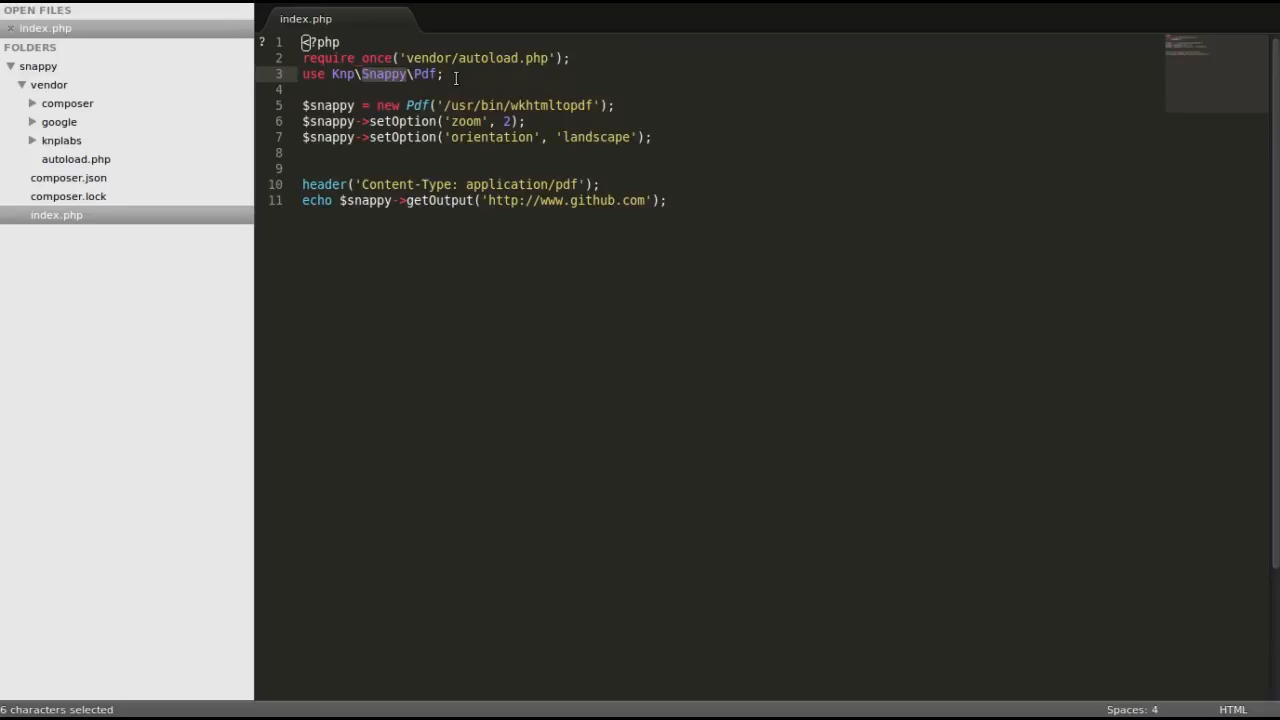 OPEN FILES
× index.php
FOLDERS
snappy
vendor
composer
google
knplabs
autoload.php
composer.json
composer.lock
index.php
index.php
? 1 <?php
2 require_once('vendor/autoload.php');
3 use Knp\Snappy\Pdf;
4
5 $snappy = new Pdf('/usr/bin/wkhtmltopdf');
6 $snappy->setOption('zoom', 2);
7 $snappy->setOption('orientation', 'landscape');
8
9
10 header('Content-Type: application/pdf');
11 echo $snappy->getOutput('http://www.github.com');
6 characters selected
Spaces: 4
HTML